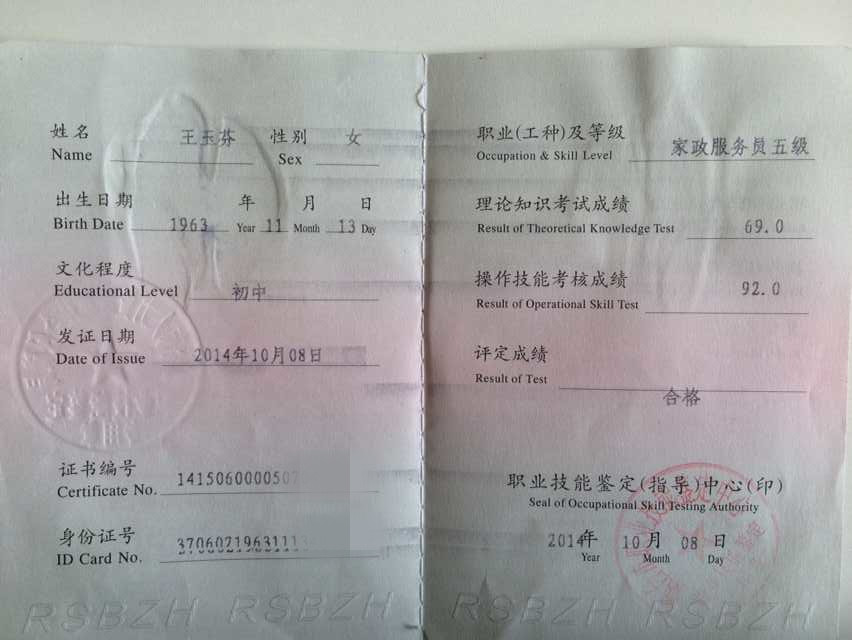 姓名 王玉芬 性别 女
Name Sex
出生日期 年 月 日
Birth Date 1963 Year 11 Month 13 Day
文化程度
Educational Level 初中
发证日期
Date of Issue 2014年10月08日
证书编号
Certificate No. 1415060000507
身份证号
ID Card No. 3706021963111
RSBZH RSBZH
职业(工种)及等级 家政服务员五级
Occupation & Skill Level
理论知识考试成绩
Result of Theoretical Knowledge Test 69.0
操作技能考核成绩 92.0
Result of Operational Skill Test
评定成绩
Result of Test
合格
职业技能鉴定(指导)中心(印)
Seal of Occupational Skill Testing Authority
2014年 10月 08 日
Year Month Day
RSBZH RSBZH